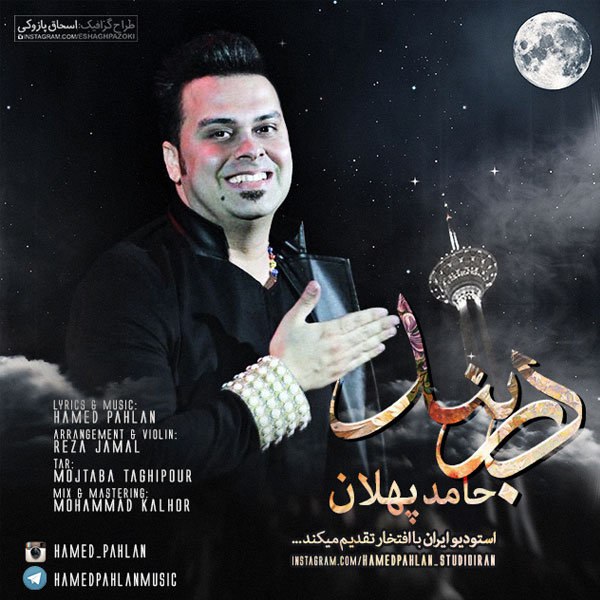 طراح گرافیک: اسحاق پازوکی
INSTAGRAM.COM/ESHAGHPAZOKI
دربند
حامد پهلان
استودیو ایران با افتخار تقدیم میکند...
INSTAGRAM.COM/HAMEDPAHLAN_STUDIOIRAN
LYRICS & MUSIC:
HAMED PAHLAN
ARRANGEMENT & VIOLIN:
REZA JAMAL
TAR:
MOJTABA TAGHIPOUR
MIX & MASTERING:
MOHAMMAD KALHOR
HAMED_PAHLAN
HAMEDPAHLANMUSIC